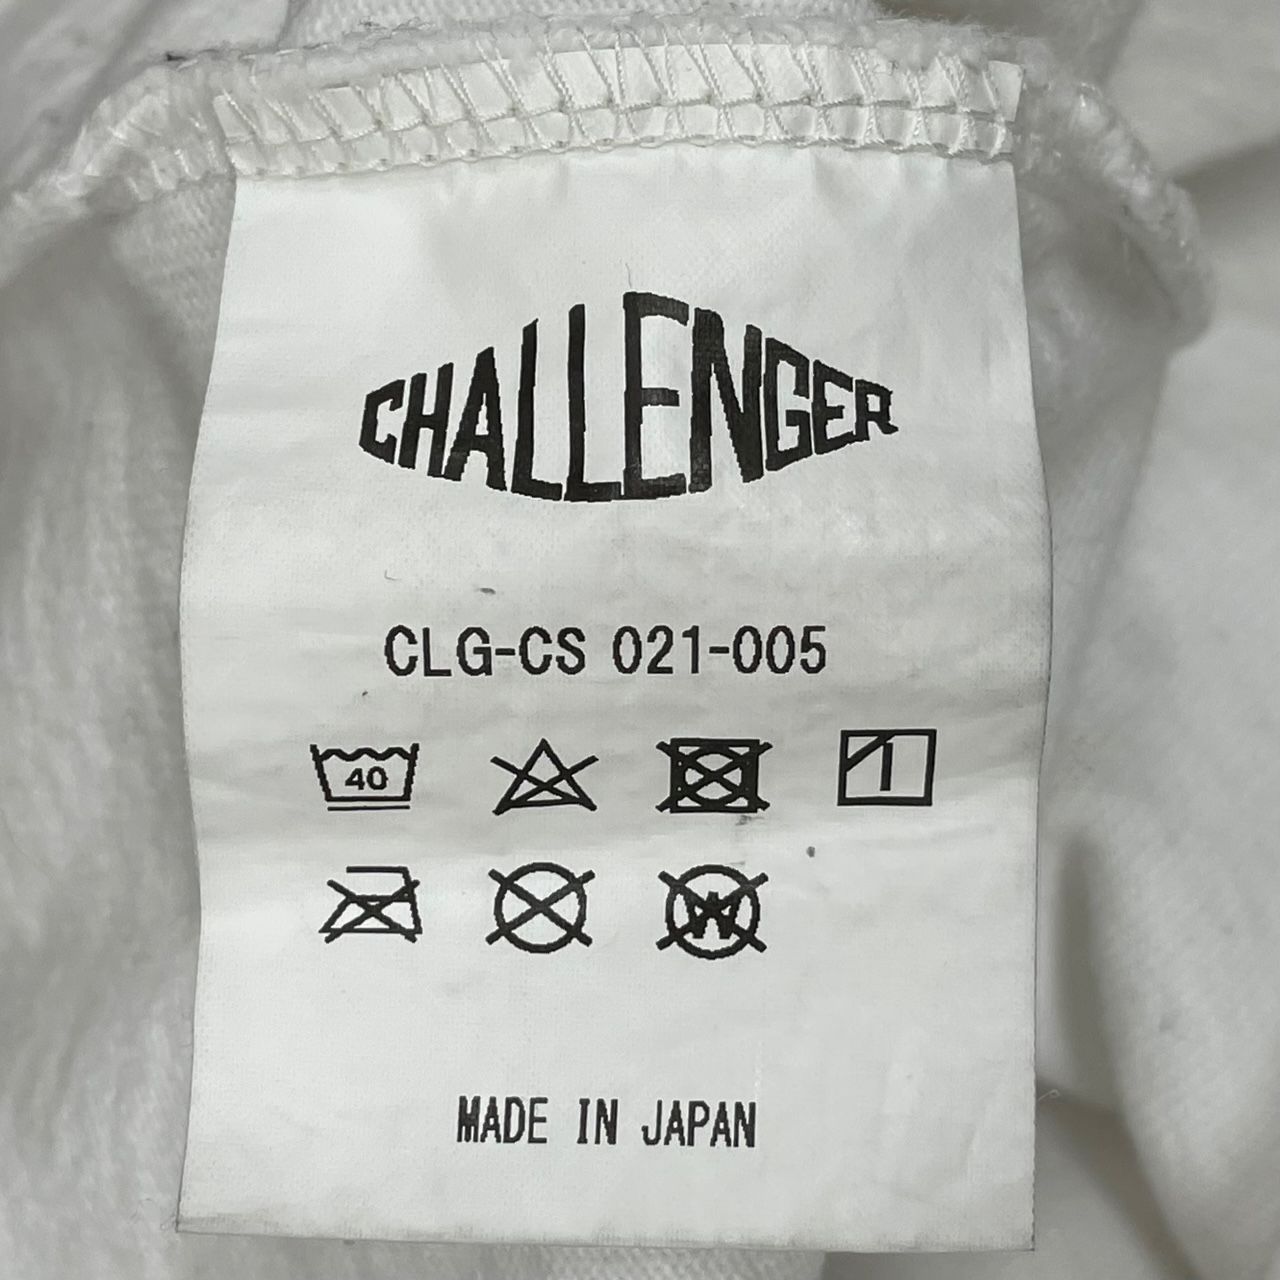 CHALLENGER
CLG-CS 021-005
40
W
MADE IN JAPAN